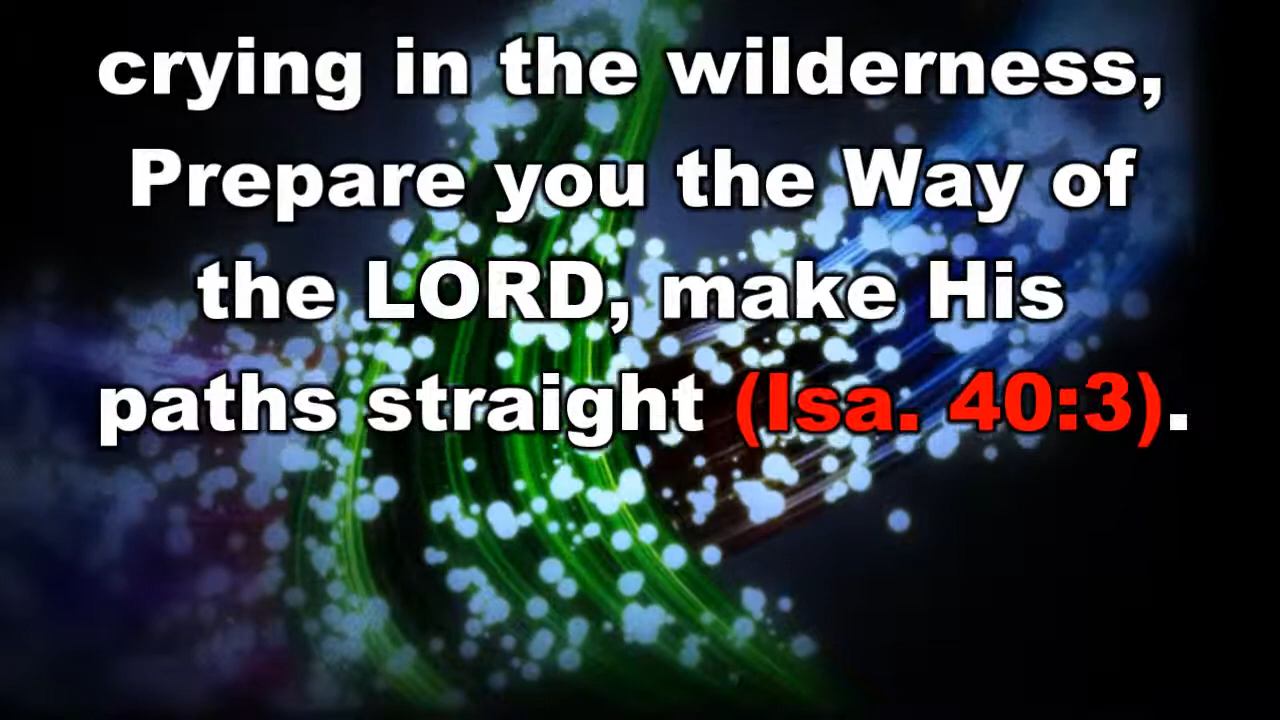 crying in the wilderness,
Prepare you the Way of
the LORD, make His
paths straight (Isa. 40:3).